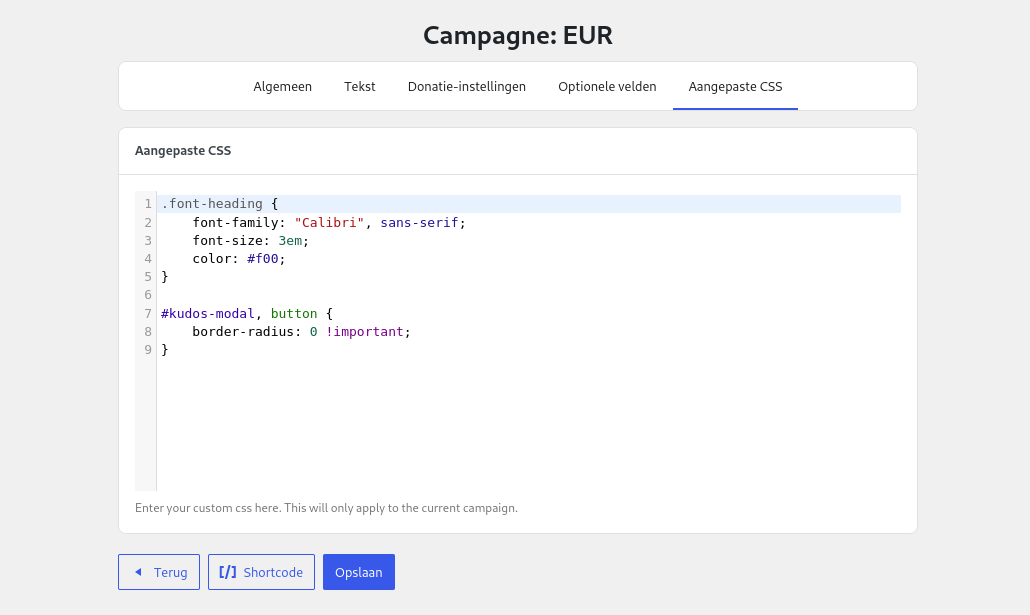 Campagne: EUR
Algemeen Tekst Donatie-instellingen Optionele velden Aangepaste CSS
Aangepaste CSS
1 .font-heading {
2     font-family: "Calibri", sans-serif;
3     font-size: 3em;
4     color: #f00;
5 }
6
7 #kudos-modal, button {
8     border-radius: 0 !important;
9 }
Enter your custom css here. This will only apply to the current campaign.
Terug [/] Shortcode Opslaan